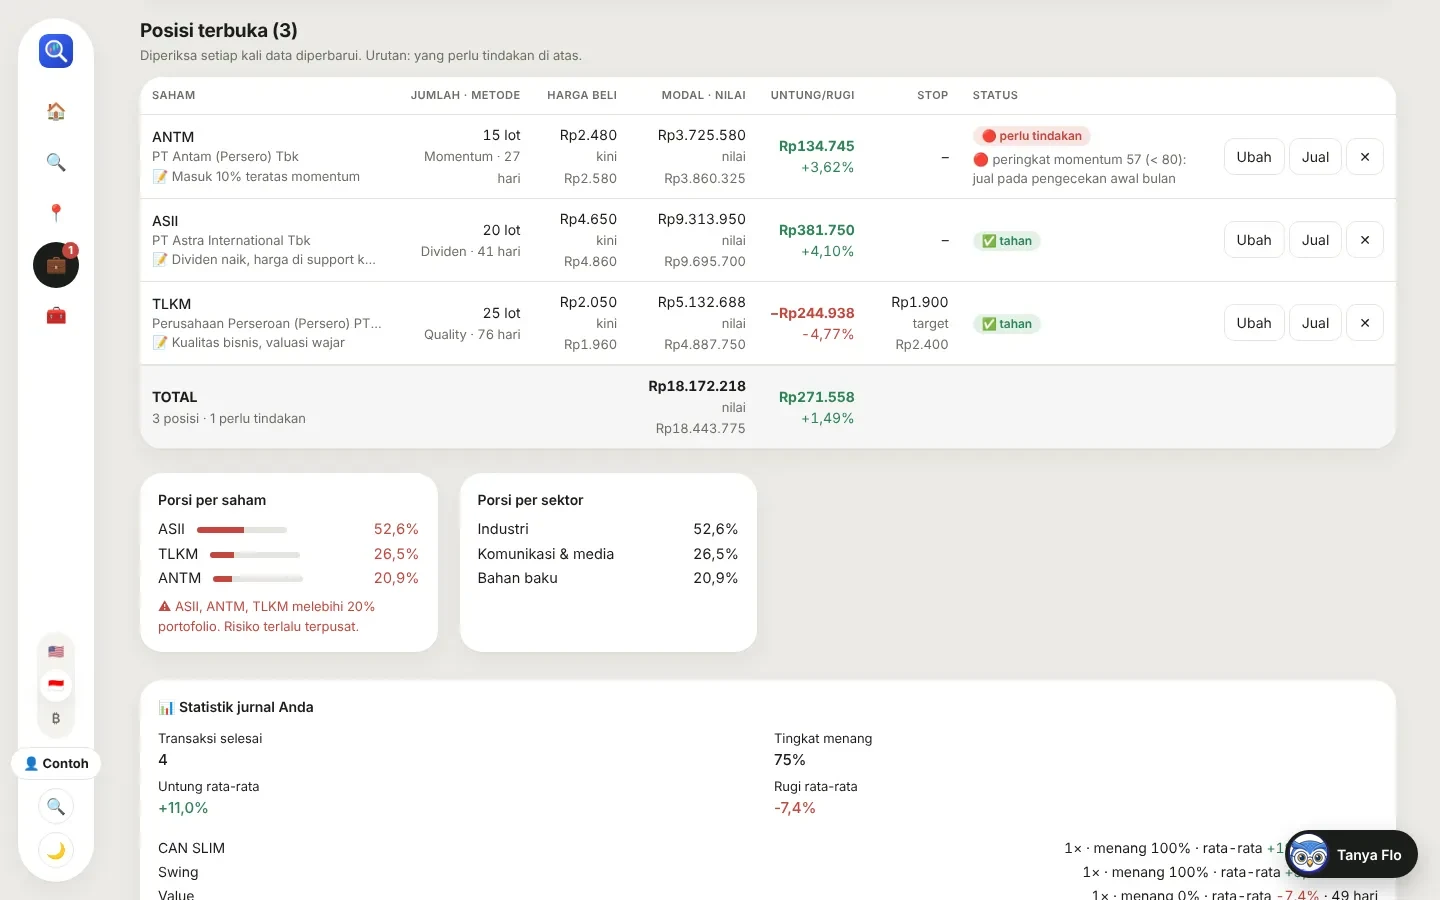 Posisi terbuka (3)
Diperiksa setiap kali data diperbarui. Urutan: yang perlu tindakan di atas.
SAHAM JUMLAH · METODE HARGA BELI MODAL · NILAI UNTUNG/RUGI STOP STATUS
ANTM
PT Antam (Persero) Tbk
📝 Masuk 10% teratas momentum
15 lot
Momentum · 27
hari
Rp2.480
kini
Rp2.580
Rp3.725.580
nilai
Rp3.860.325
Rp134.745
+3,62%
–
🔴 perlu tindakan
🔴 peringkat momentum 57 (< 80):
jual pada pengecekan awal bulan
Ubah Jual ✕
ASII
PT Astra International Tbk
📝 Dividen naik, harga di support k...
20 lot
Dividen · 41 hari
Rp4.650
kini
Rp4.860
Rp9.313.950
nilai
Rp9.695.700
Rp381.750
+4,10%
–
✅ tahan
Ubah Jual ✕
TLKM
Perusahaan Perseroan (Persero) PT...
📝 Kualitas bisnis, valuasi wajar
25 lot
Quality · 76 hari
Rp2.050
kini
Rp1.960
Rp5.132.688
nilai
Rp4.887.750
−Rp244.938
-4,77%
Rp1.900
target
Rp2.400
✅ tahan
Ubah Jual ✕
TOTAL
3 posisi · 1 perlu tindakan
Rp18.172.218
nilai
Rp18.443.775
Rp271.558
+1,49%
Porsi per saham
ASII 52,6%
TLKM 26,5%
ANTM 20,9%
⚠ ASII, ANTM, TLKM melebihi 20%
portofolio. Risiko terlalu terpusat.
Porsi per sektor
Industri 52,6%
Komunikasi & media 26,5%
Bahan baku 20,9%
📊 Statistik jurnal Anda
Transaksi selesai
4
Tingkat menang
75%
Untung rata-rata
+11,0%
Rugi rata-rata
-7,4%
CAN SLIM 1× · menang 100% · rata-rata
Swing 1× · menang 100% · rata-rata
Value 1× · menang 0% · rata-rata -7,4% · 49 hari
1
₿
👤 Contoh
Tanya Flo